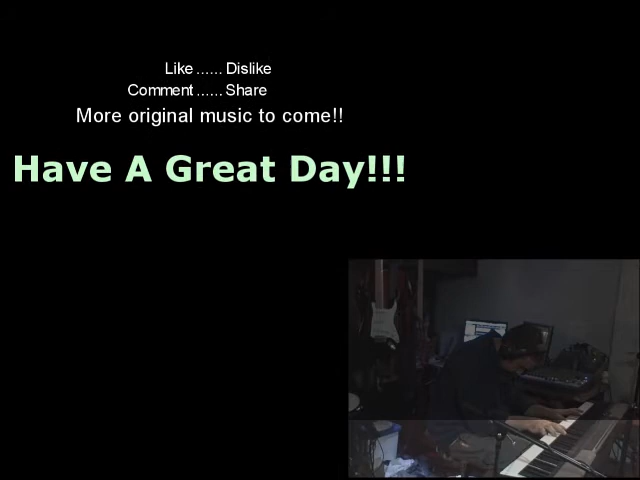 Like ...... Dislike
Comment ...... Share
More original music to come!!
Have A Great Day!!!